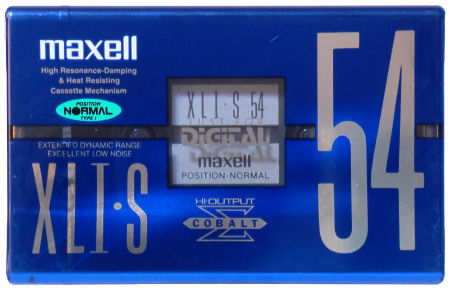 maxell
High Resonance-Damping
& Heat Resisting
Cassette Mechanism
POSITION
NORMAL
TYPE I
EXTENDED DYNAMIC RANGE
EXCELLENT LOW NOISE
XLI·S
XLI·S 54
DiGiTAL
maxell
POSITION·NORMAL
HI-OUTPUT
Σ
COBALT
54